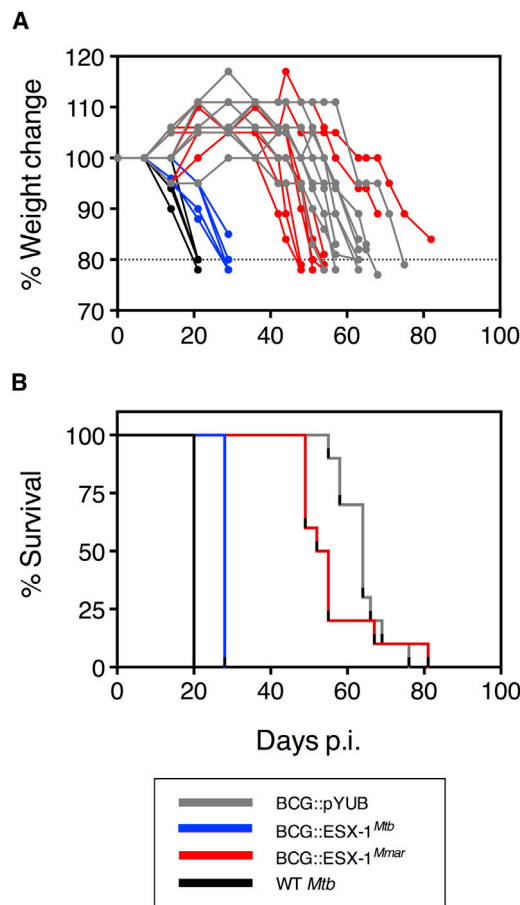 A
% Weight change
120
110
100
90
80
70
0 20 40 60 80 100
B
% Survival
100
75
50
25
0
0 20 40 60 80 100
Days p.i.
BCG::pYUB
BCG::ESX-1Mtb
BCG::ESX-1Mmar
WT Mtb